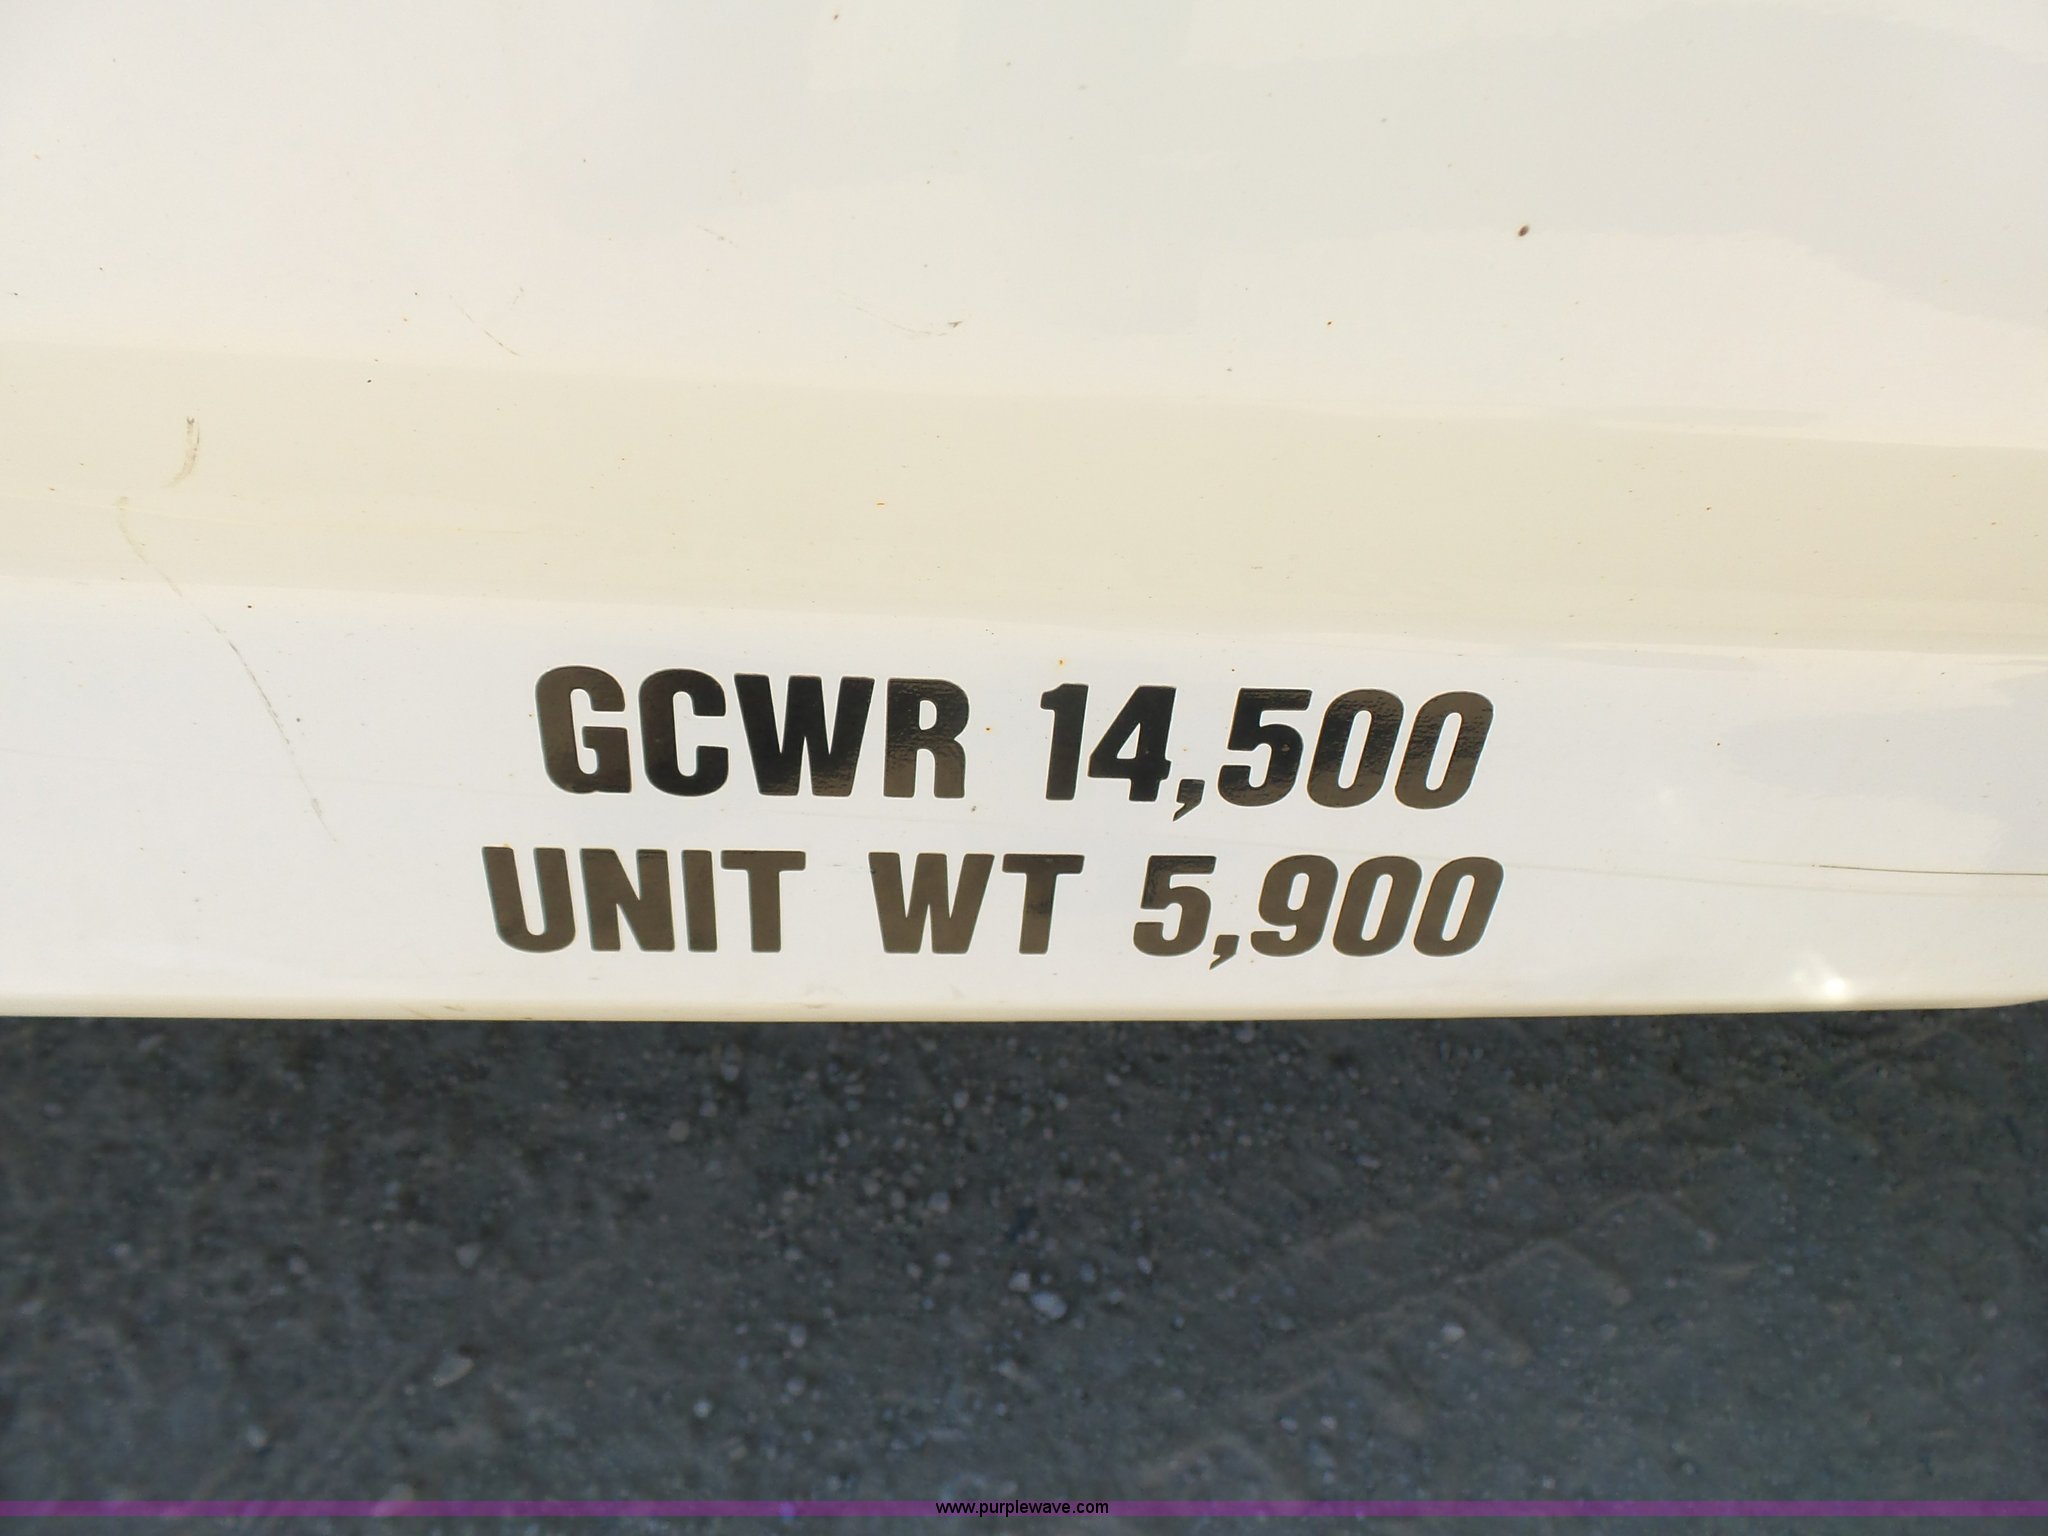 GCWR 14,500
UNIT WT 5,900
www.purplewave.com